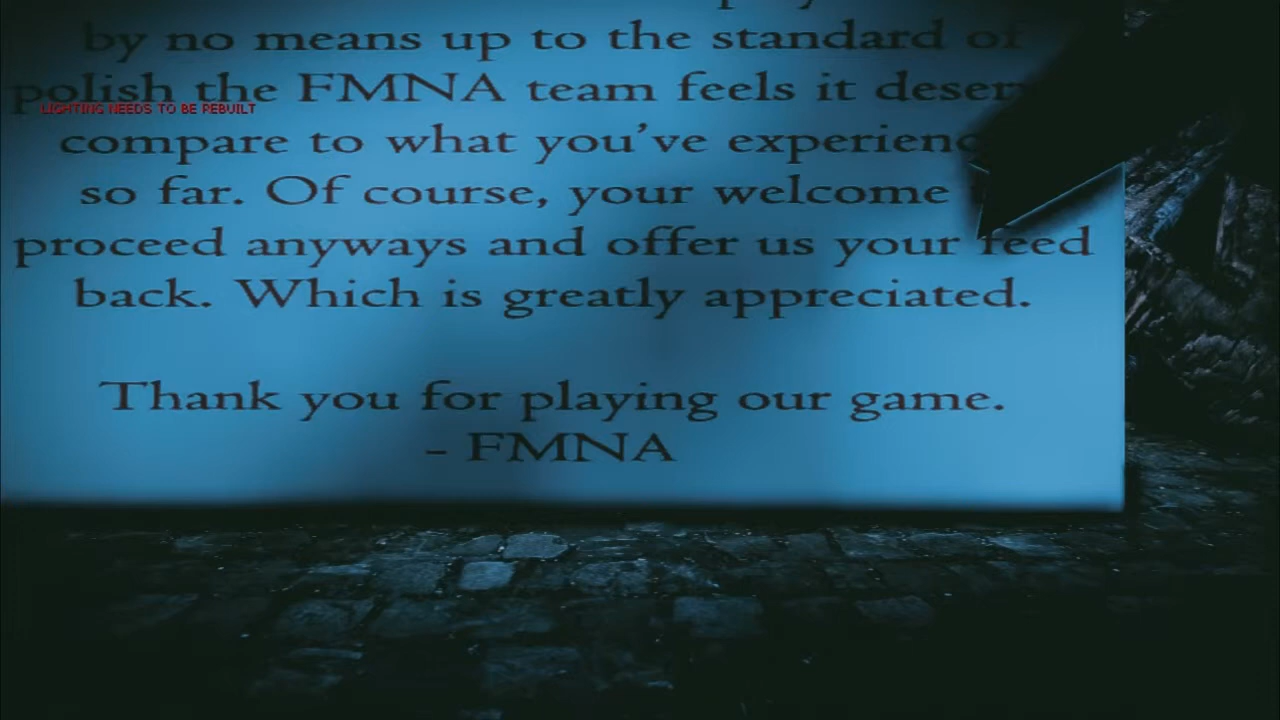 by no means up to the standard of
polish the FMNA team feels it
LIGHTING NEEDS TO BE REBUILT
compare to what you've
so far. Of course, your welcome
proceed anyways and offer us your feed
back. Which is greatly appreciated.
Thank you for playing our game.
- FMNA